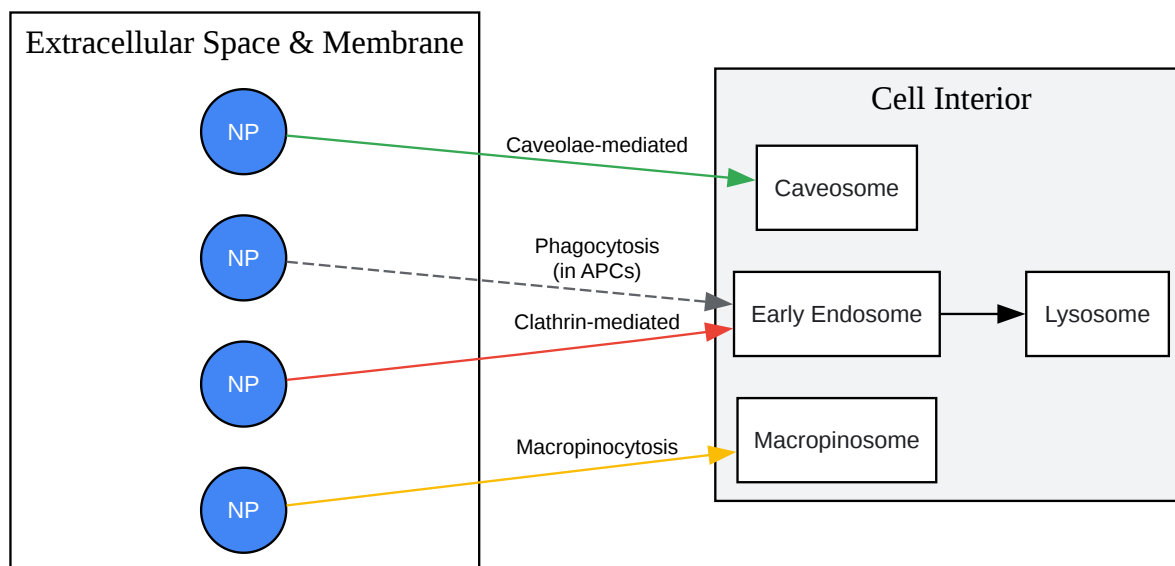 Extracellular Space & Membrane
NP
NP
NP
NP
Caveolae-mediated
Phagocytosis
(in APCs)
Clathrin-mediated
Macropinocytosis
Cell Interior
Caveosome
Early Endosome
Lysosome
Macropinosome